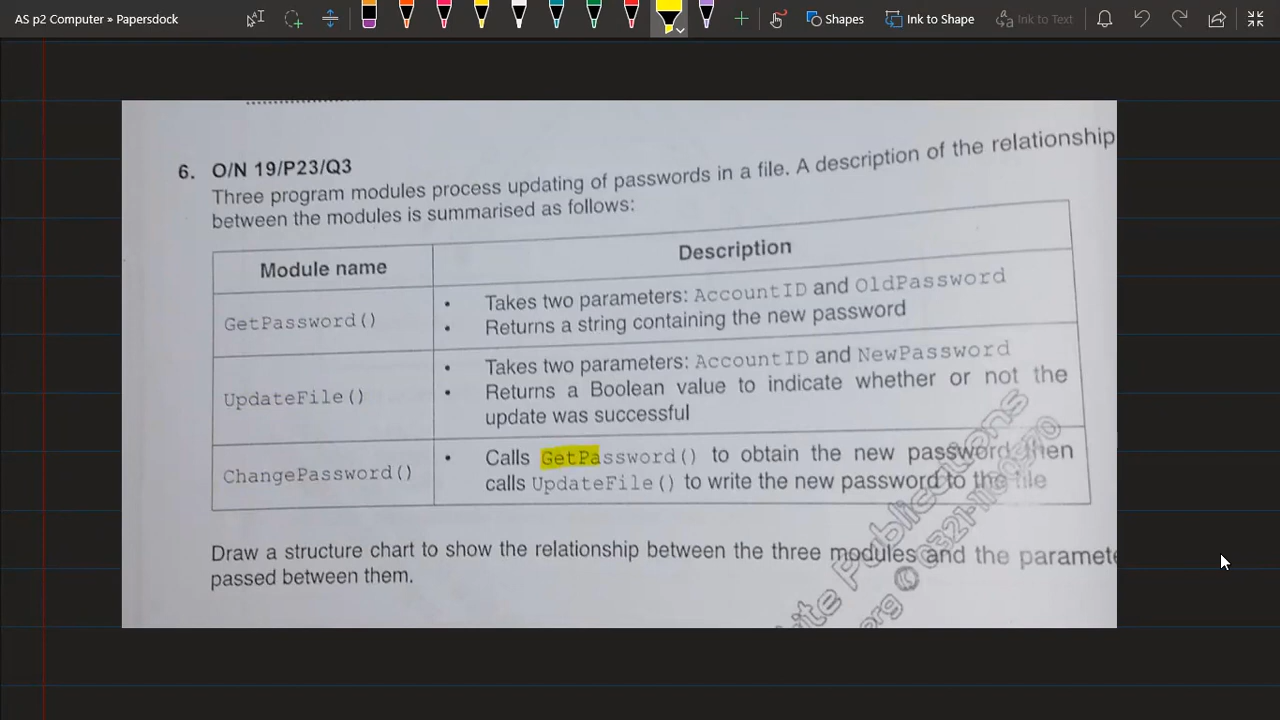 AS p2 Computer » Papersdock
Shapes
Ink to Shape
Ink to Text
6. O/N 19/P23/Q3
Three program modules process updating of passwords in a file. A description of the relationship
between the modules is summarised as follows:
Module name
Description
GetPassword()
• Takes two parameters: AccountID and OldPassword
• Returns a string containing the new password
UpdateFile()
• Takes two parameters: AccountID and NewPassword
• Returns a Boolean value to indicate whether or not the
update was successful
ChangePassword()
• Calls GetPassword() to obtain the new password then
calls UpdateFile() to write the new password to the file
Draw a structure chart to show the relationship between the three modules and the paramete
passed between them.
Publications